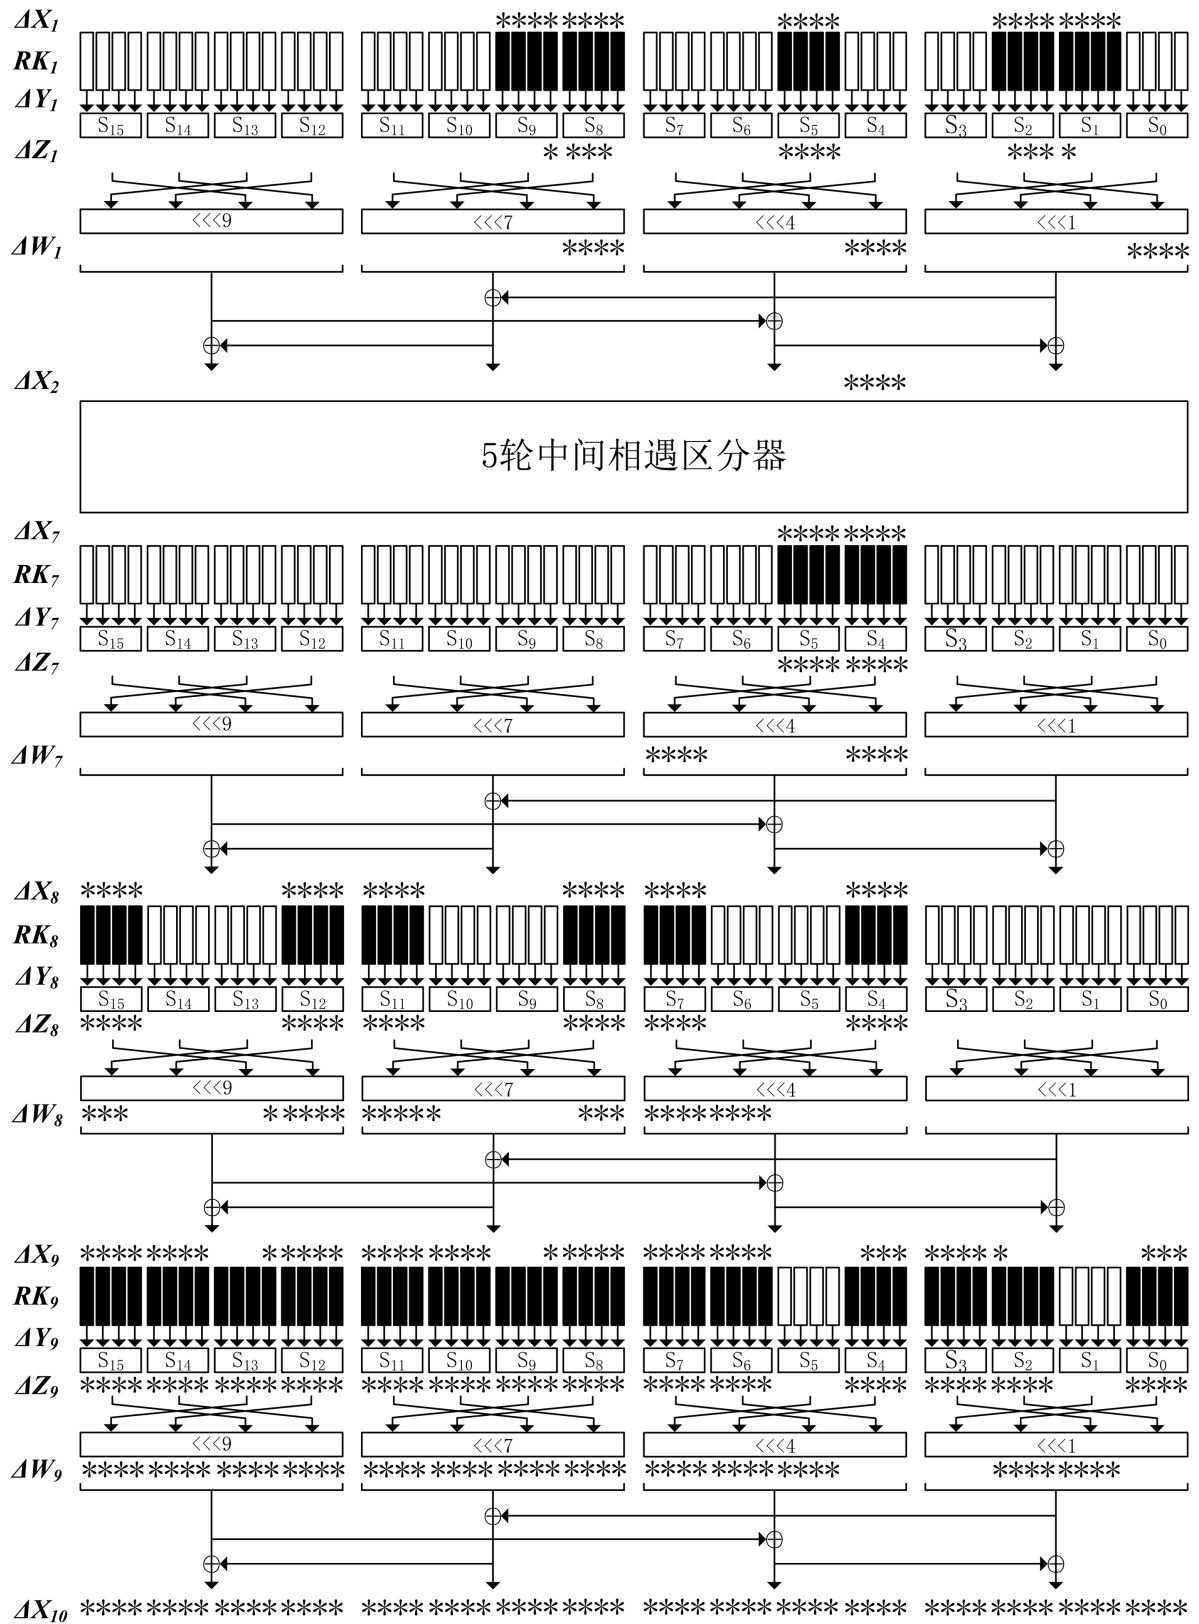 ΔX₁ **** **** **** **** ****
RK₁
ΔY₁
S₁₅ S₁₄ S₁₃ S₁₂ S₁₁ S₁₀ S₉ S₈ S₇ S₆ S₅ S₄ S₃ S₂ S₁ S₀
ΔZ₁ * *** **** *** *
<<<9 <<<7 <<<4 <<<1
ΔW₁ **** **** ****
ΔX₂ ****
5轮中间相遇区分器
ΔX₇ **** ****
RK₇
ΔY₇
S₁₅ S₁₄ S₁₃ S₁₂ S₁₁ S₁₀ S₉ S₈ S₇ S₆ S₅ S₄ S₃ S₂ S₁ S₀
ΔZ₇ **** ****
<<<9 <<<7 <<<4 <<<1
ΔW₇ **** ****
ΔX₈ **** **** **** **** **** ****
RK₈
ΔY₈
S₁₅ S₁₄ S₁₃ S₁₂ S₁₁ S₁₀ S₉ S₈ S₇ S₆ S₅ S₄ S₃ S₂ S₁ S₀
ΔZ₈ **** **** **** **** **** ****
<<<9 <<<7 <<<4 <<<1
ΔW₈ *** * **** ***** *** **** ****
ΔX₉ **** **** * **** **** **** * **** **** **** *** **** * ***
RK₉
ΔY₉
S₁₅ S₁₄ S₁₃ S₁₂ S₁₁ S₁₀ S₉ S₈ S₇ S₆ S₅ S₄ S₃ S₂ S₁ S₀
ΔZ₉ **** **** **** **** **** **** **** **** **** **** **** **** **** ****
<<<9 <<<7 <<<4 <<<1
ΔW₉ **** **** **** **** **** **** **** **** **** **** **** **** ****
ΔX₁₀ **** **** **** **** **** **** **** **** **** **** **** **** **** **** **** ****